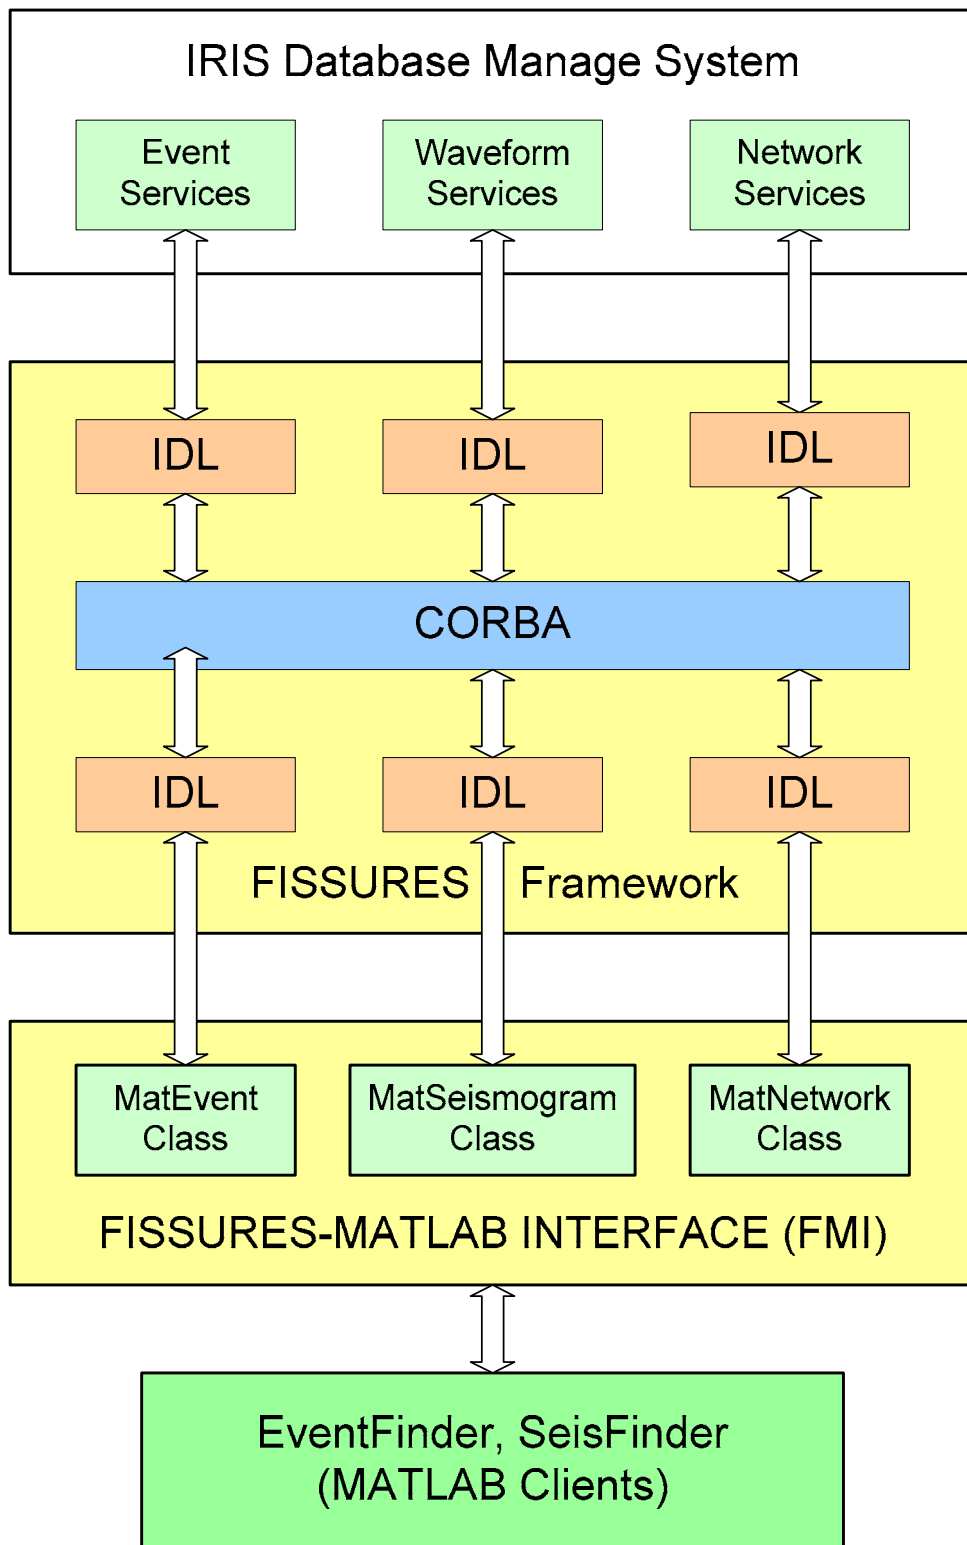 IRIS Database Manage System
Event
Services
Waveform
Services
Network
Services
IDL
IDL
IDL
CORBA
IDL
IDL
IDL
FISSURES Framework
MatEvent
Class
MatSeismogram
Class
MatNetwork
Class
FISSURES-MATLAB INTERFACE (FMI)
EventFinder, SeisFinder
(MATLAB Clients)